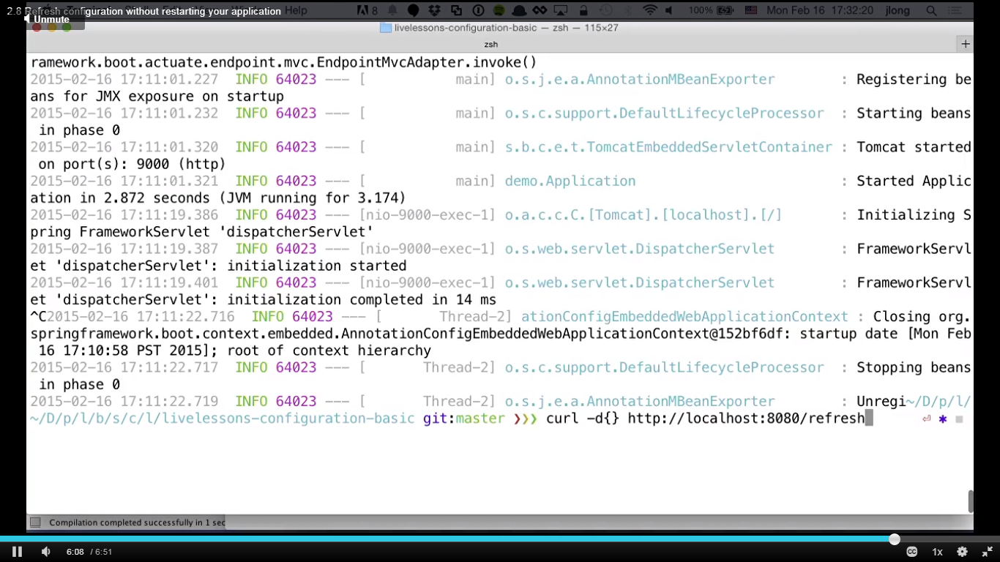 2.8 Refresh configuration without restarting your application
Unmute
Help
8
100%
Mon Feb 16 17:32:20
jlong
livelessons-configuration-basic — zsh — 115×27
zsh
+
ramework.boot.actuate.endpoint.mvc.EndpointMvcAdapter.invoke()
2015-02-16 17:11:01.227  INFO 64023 --- [           main] o.s.j.e.a.AnnotationMBeanExporter        : Registering be
ans for JMX exposure on startup
2015-02-16 17:11:01.232  INFO 64023 --- [           main] o.s.c.support.DefaultLifecycleProcessor  : Starting beans
 in phase 0
2015-02-16 17:11:01.320  INFO 64023 --- [           main] s.b.c.e.t.TomcatEmbeddedServletContainer : Tomcat started
 on port(s): 9000 (http)
2015-02-16 17:11:01.321  INFO 64023 --- [           main] demo.Application                         : Started Applic
ation in 2.872 seconds (JVM running for 3.174)
2015-02-16 17:11:19.386  INFO 64023 --- [nio-9000-exec-1] o.a.c.c.C.[Tomcat].[localhost].[/]       : Initializing S
pring FrameworkServlet 'dispatcherServlet'
2015-02-16 17:11:19.387  INFO 64023 --- [nio-9000-exec-1] o.s.web.servlet.DispatcherServlet        : FrameworkServl
et 'dispatcherServlet': initialization started
2015-02-16 17:11:19.401  INFO 64023 --- [nio-9000-exec-1] o.s.web.servlet.DispatcherServlet        : FrameworkServl
et 'dispatcherServlet': initialization completed in 14 ms
^C2015-02-16 17:11:22.716  INFO 64023 --- [       Thread-2] ationConfigEmbeddedWebApplicationContext : Closing org.
springframework.boot.context.embedded.AnnotationConfigEmbeddedWebApplicationContext@152bf6df: startup date [Mon Feb
 16 17:10:58 PST 2015]; root of context hierarchy
2015-02-16 17:11:22.717  INFO 64023 --- [       Thread-2] o.s.c.support.DefaultLifecycleProcessor  : Stopping beans
 in phase 0
2015-02-16 17:11:22.719  INFO 64023 --- [       Thread-2] o.s.j.e.a.AnnotationMBeanExporter        : Unregi~/D/p/l/
~/D/p/l/b/s/c/l/livelessons-configuration-basic git:master ❯❯❯ curl -d{} http://localhost:8080/refresh ⏎ ✱ ◼
Compilation completed successfully in 1 sec
6:08 / 6:51
CC
1x